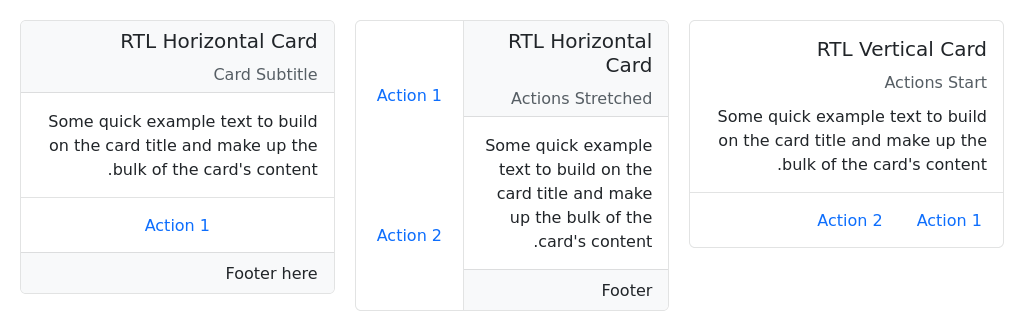 RTL Horizontal Card
Card Subtitle
Some quick example text to build
on the card title and make up the
.bulk of the card's content
Action 1
Footer here
RTL Horizontal
Card
Actions Stretched
Some quick example
text to build on the
card title and make
up the bulk of the
.card's content
Footer
Action 1
Action 2
RTL Vertical Card
Actions Start
Some quick example text to build
on the card title and make up the
.bulk of the card's content
Action 2 Action 1